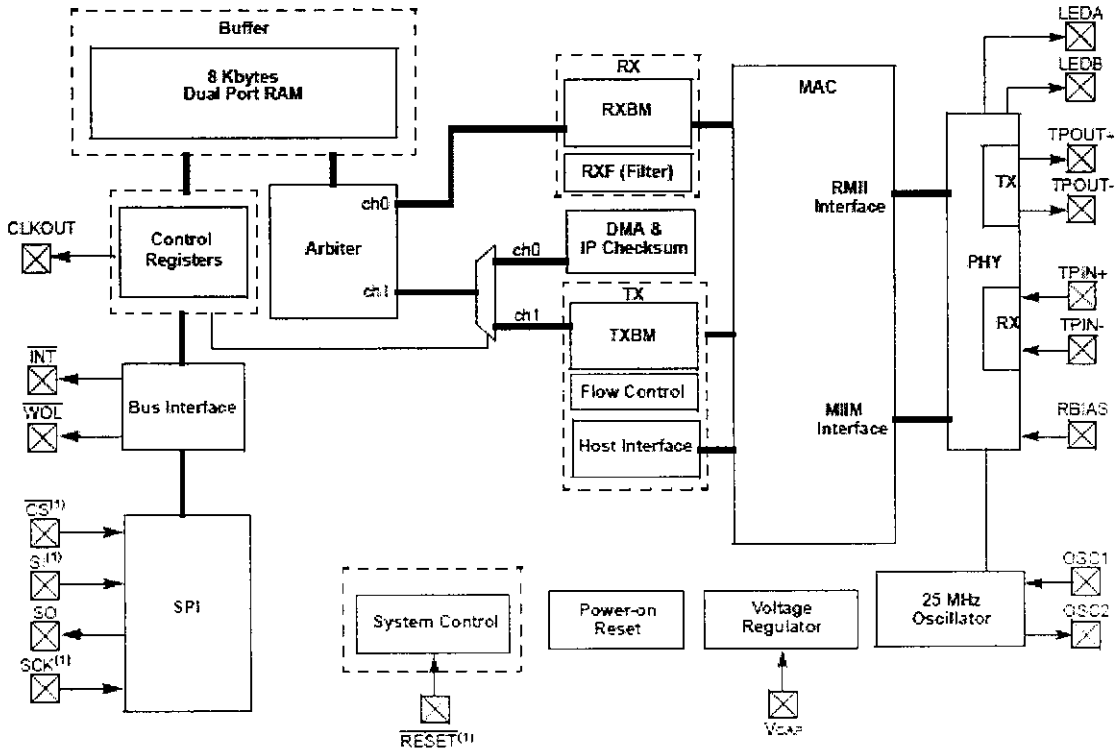 LEDA
Buffer
8 Kbytes
Dual Port RAM
RX
RXBM
RXF (Filter)
MAC
LEDB
TPOUT+
TX
TPOUT-
RMII
Interface
PHY
CLKOUT
Control
Registers
ch0
Arbiter
ch1
ch0
DMA &
IP Checksum
ch1
TX
TXBM
Flow Control
Host Interface
TPIN+
RX
TPIN-
MIIM
Interface
RBIAS
INT
Bus Interface
WOL
CS(1)
SI(1)
SO
SCK(1)
SPI
System Control
RESET(1)
Power-on
Reset
Voltage
Regulator
VCAP
25 MHz
Oscillator
OSC1
OSC2